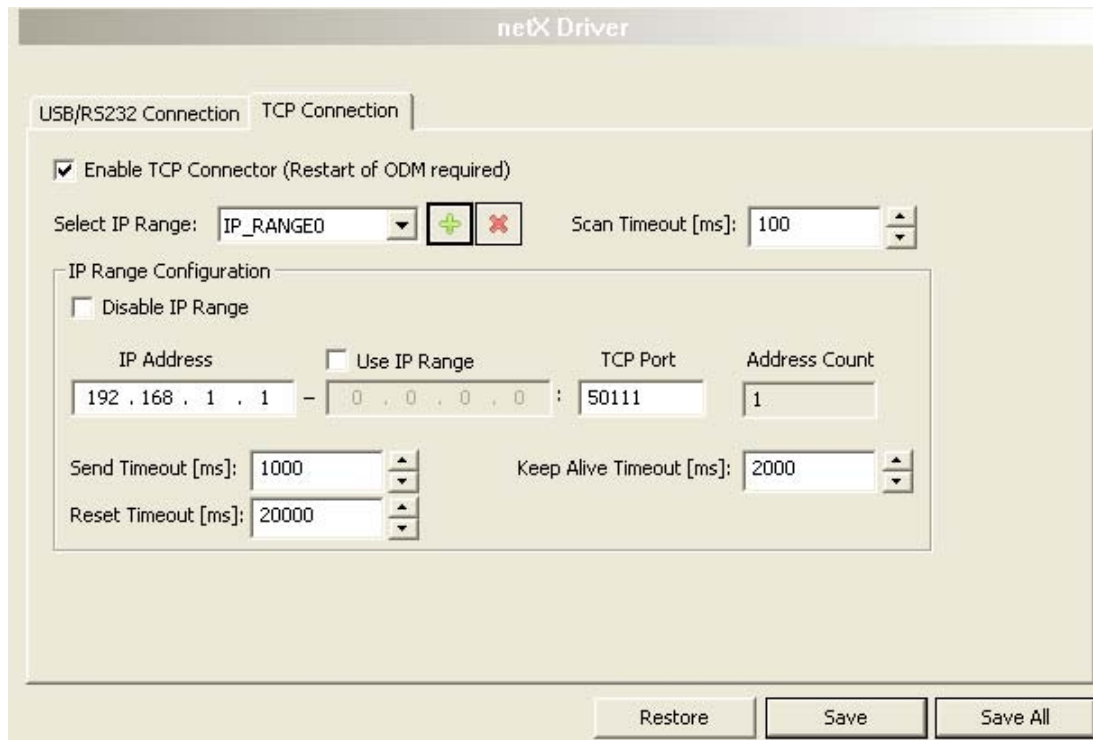 netX Driver
USB/RS232 Connection TCP Connection
Enable TCP Connector (Restart of ODM required)
Select IP Range: IP_RANGE0 Scan Timeout [ms]: 100
IP Range Configuration
Disable IP Range
IP Address Use IP Range TCP Port Address Count
192 . 168 . 1 . 1 - 0 . 0 . 0 . 0 : 50111 1
Send Timeout [ms]: 1000 Keep Alive Timeout [ms]: 2000
Reset Timeout [ms]: 20000
Restore Save Save All